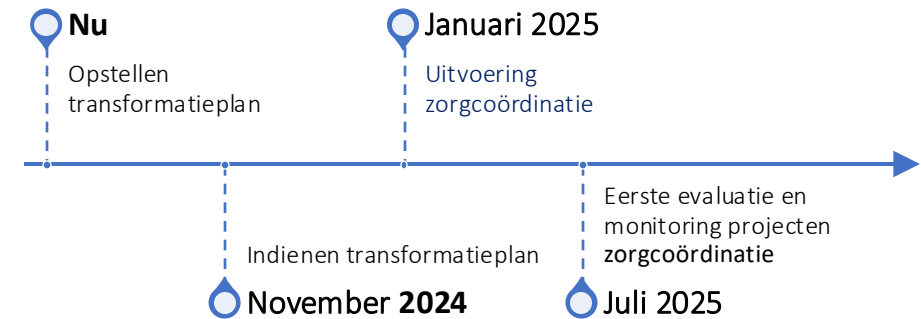 Nu
Opstellen
transformatieplan
Januari 2025
Uitvoering
zorgcoördinatie
Indienen transformatieplan
November 2024
Eerste evaluatie en
monitoring projecten
zorgcoördinatie
Juli 2025